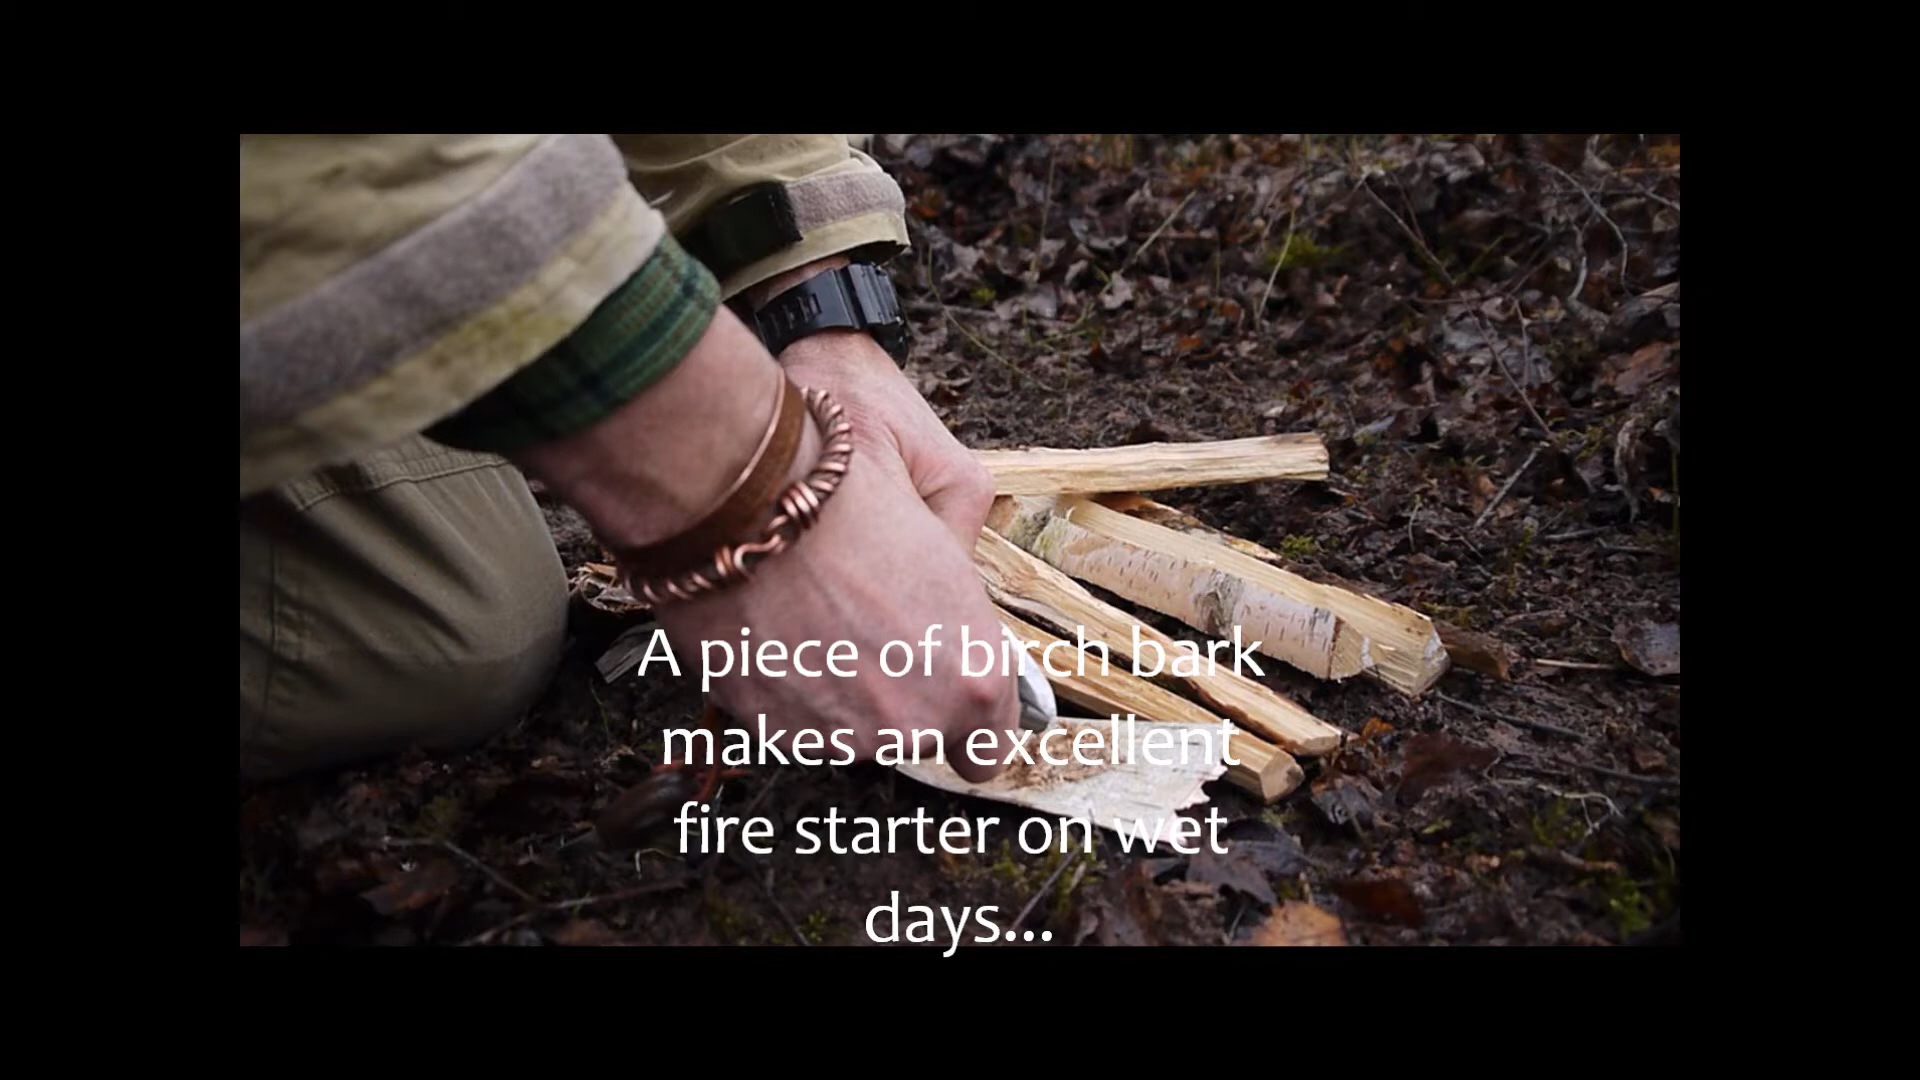 A piece of birch bark
makes an excellent
fire starter on wet
days...